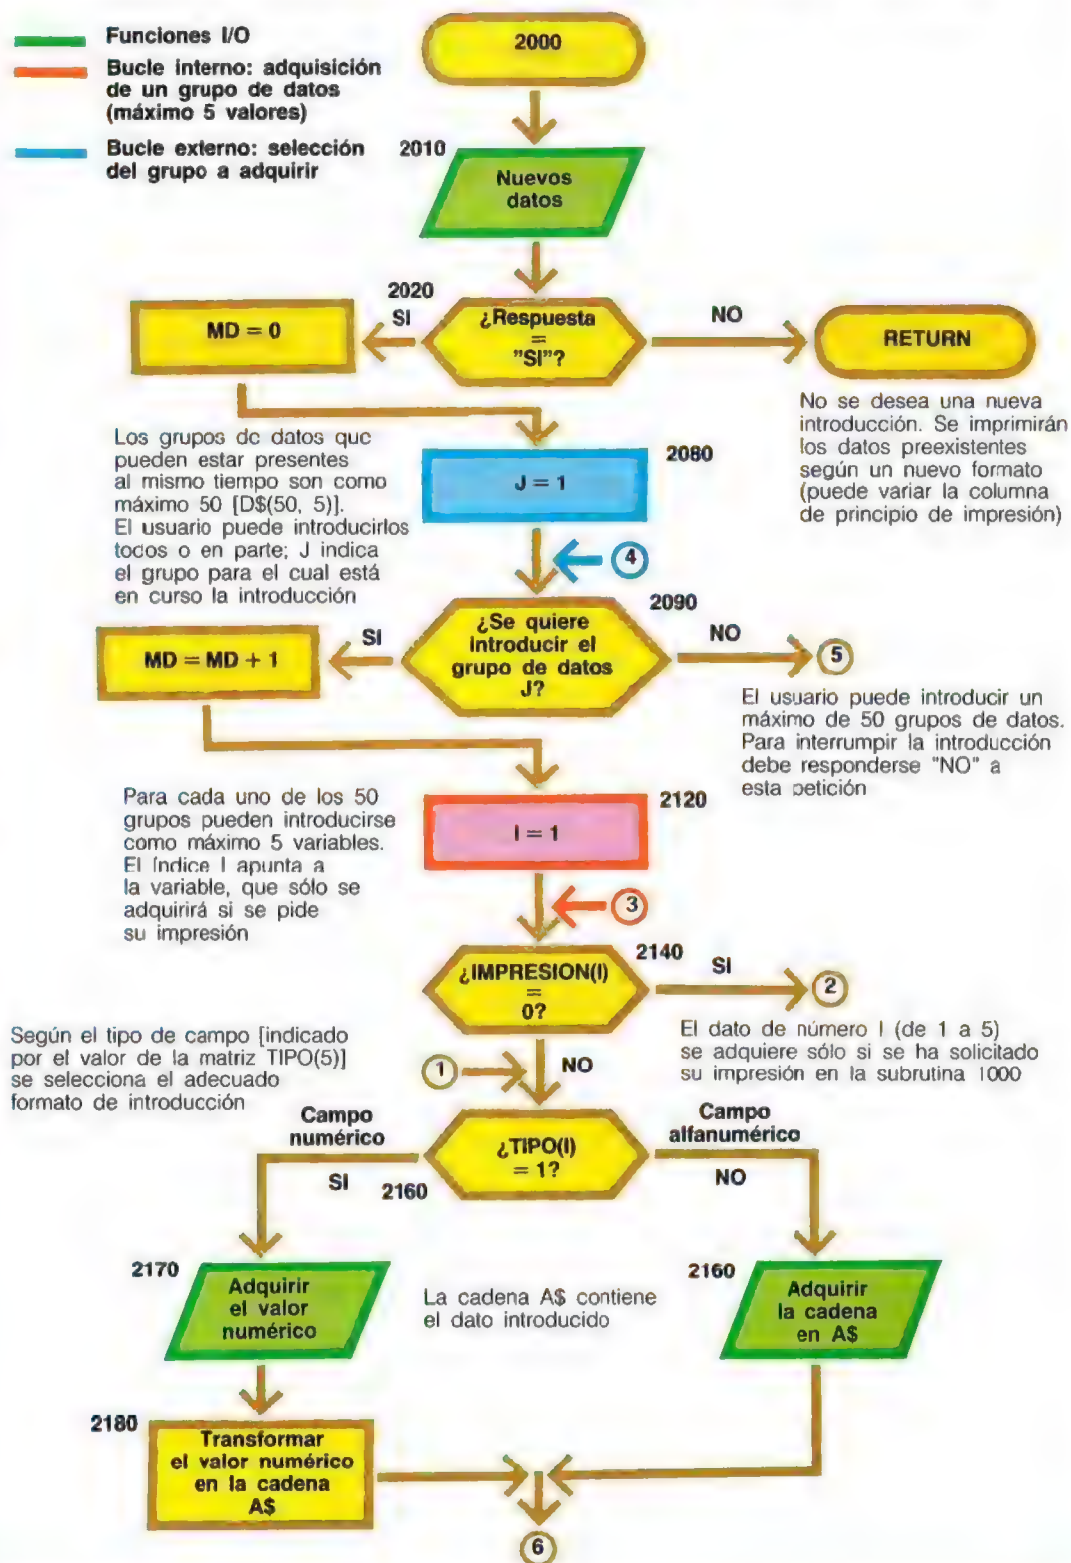 Funciones I/O
Bucle interno: adquisición
de un grupo de datos
(máximo 5 valores)
Bucle externo: selección
del grupo a adquirir
2000
2010
Nuevos
datos
2020
SI
¿Respuesta
=
"SI"?
NO
MD = 0
RETURN
No se desea una nueva
introducción. Se imprimirán
los datos preexistentes
según un nuevo formato
(puede variar la columna
de principio de impresión)
Los grupos de datos que
pueden estar presentes
al mismo tiempo son como
máximo 50 [D$(50, 5)].
El usuario puede introducirlos
todos o en parte; J indica
el grupo para el cual está
en curso la introducción
2080
J = 1
4
2090
SI
¿Se quiere
introducir el
grupo de datos
J?
NO
5
MD = MD + 1
El usuario puede introducir un
máximo de 50 grupos de datos.
Para interrumpir la introducción
debe responderse "NO" a
esta petición
Para cada uno de los 50
grupos pueden introducirse
como máximo 5 variables.
El índice I apunta a
la variable, que sólo se
adquirirá si se pide
su impresión
2120
I = 1
3
2140
¿IMPRESION(I)
=
0?
SI
2
El dato de número I (de 1 a 5)
se adquiere sólo si se ha solicitado
su impresión en la subrutina 1000
Según el tipo de campo [indicado
por el valor de la matriz TIPO(5)]
se selecciona el adecuado
formato de introducción
1
NO
Campo
numérico
SI
2160
¿TIPO(I)
= 1?
Campo
alfanumérico
NO
2170
Adquirir
el valor
numérico
La cadena A$ contiene
el dato introducido
2160
Adquirir
la cadena
en A$
2180
Transformar
el valor numérico
en la cadena
A$
6